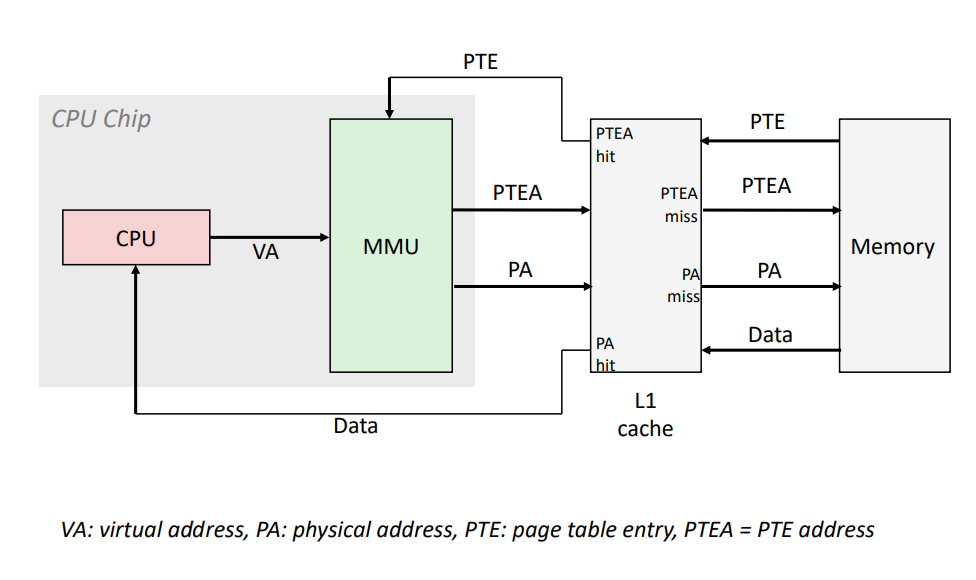 PTE
CPU Chip
PTEA
hit
PTE
PTEA
PTEA
miss
PTEA
CPU
VA
MMU
Memory
PA
PA
miss
PA
Data
PA
hit
L1
cache
Data
VA: virtual address, PA: physical address, PTE: page table entry, PTEA = PTE address